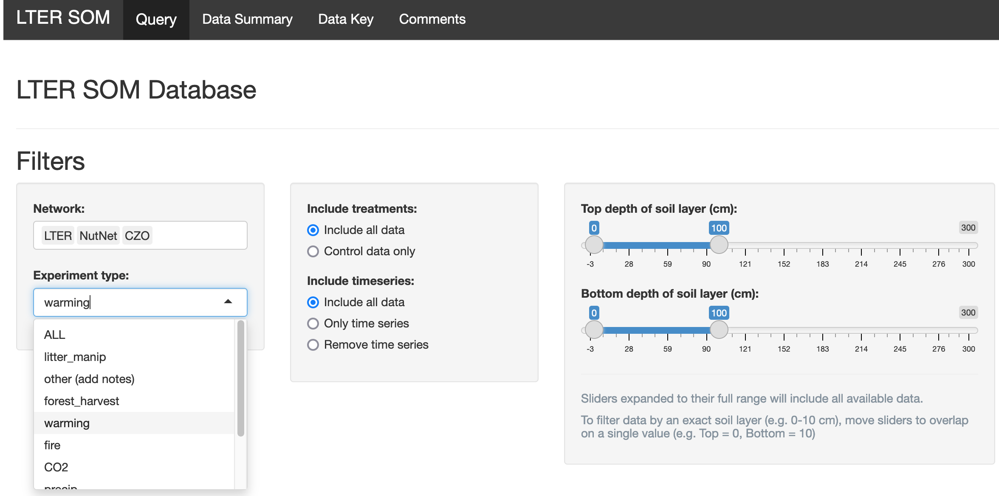 LTER SOM Query Data Summary Data Key Comments
LTER SOM Database
Filters
Network:
LTER NutNet CZO
Experiment type:
warming
ALL
litter_manip
other (add notes)
forest_harvest
warming
fire
CO2
precip
Include treatments:
Include all data
Control data only
Include timeseries:
Include all data
Only time series
Remove time series
Top depth of soil layer (cm):
0 100 300
-3 28 59 90 121 152 183 214 245 276 300
Bottom depth of soil layer (cm):
0 100 300
-3 28 59 90 121 152 183 214 245 276 300
Sliders expanded to their full range will include all available data.
To filter data by an exact soil layer (e.g. 0-10 cm), move sliders to overlap
on a single value (e.g. Top = 0, Bottom = 10)